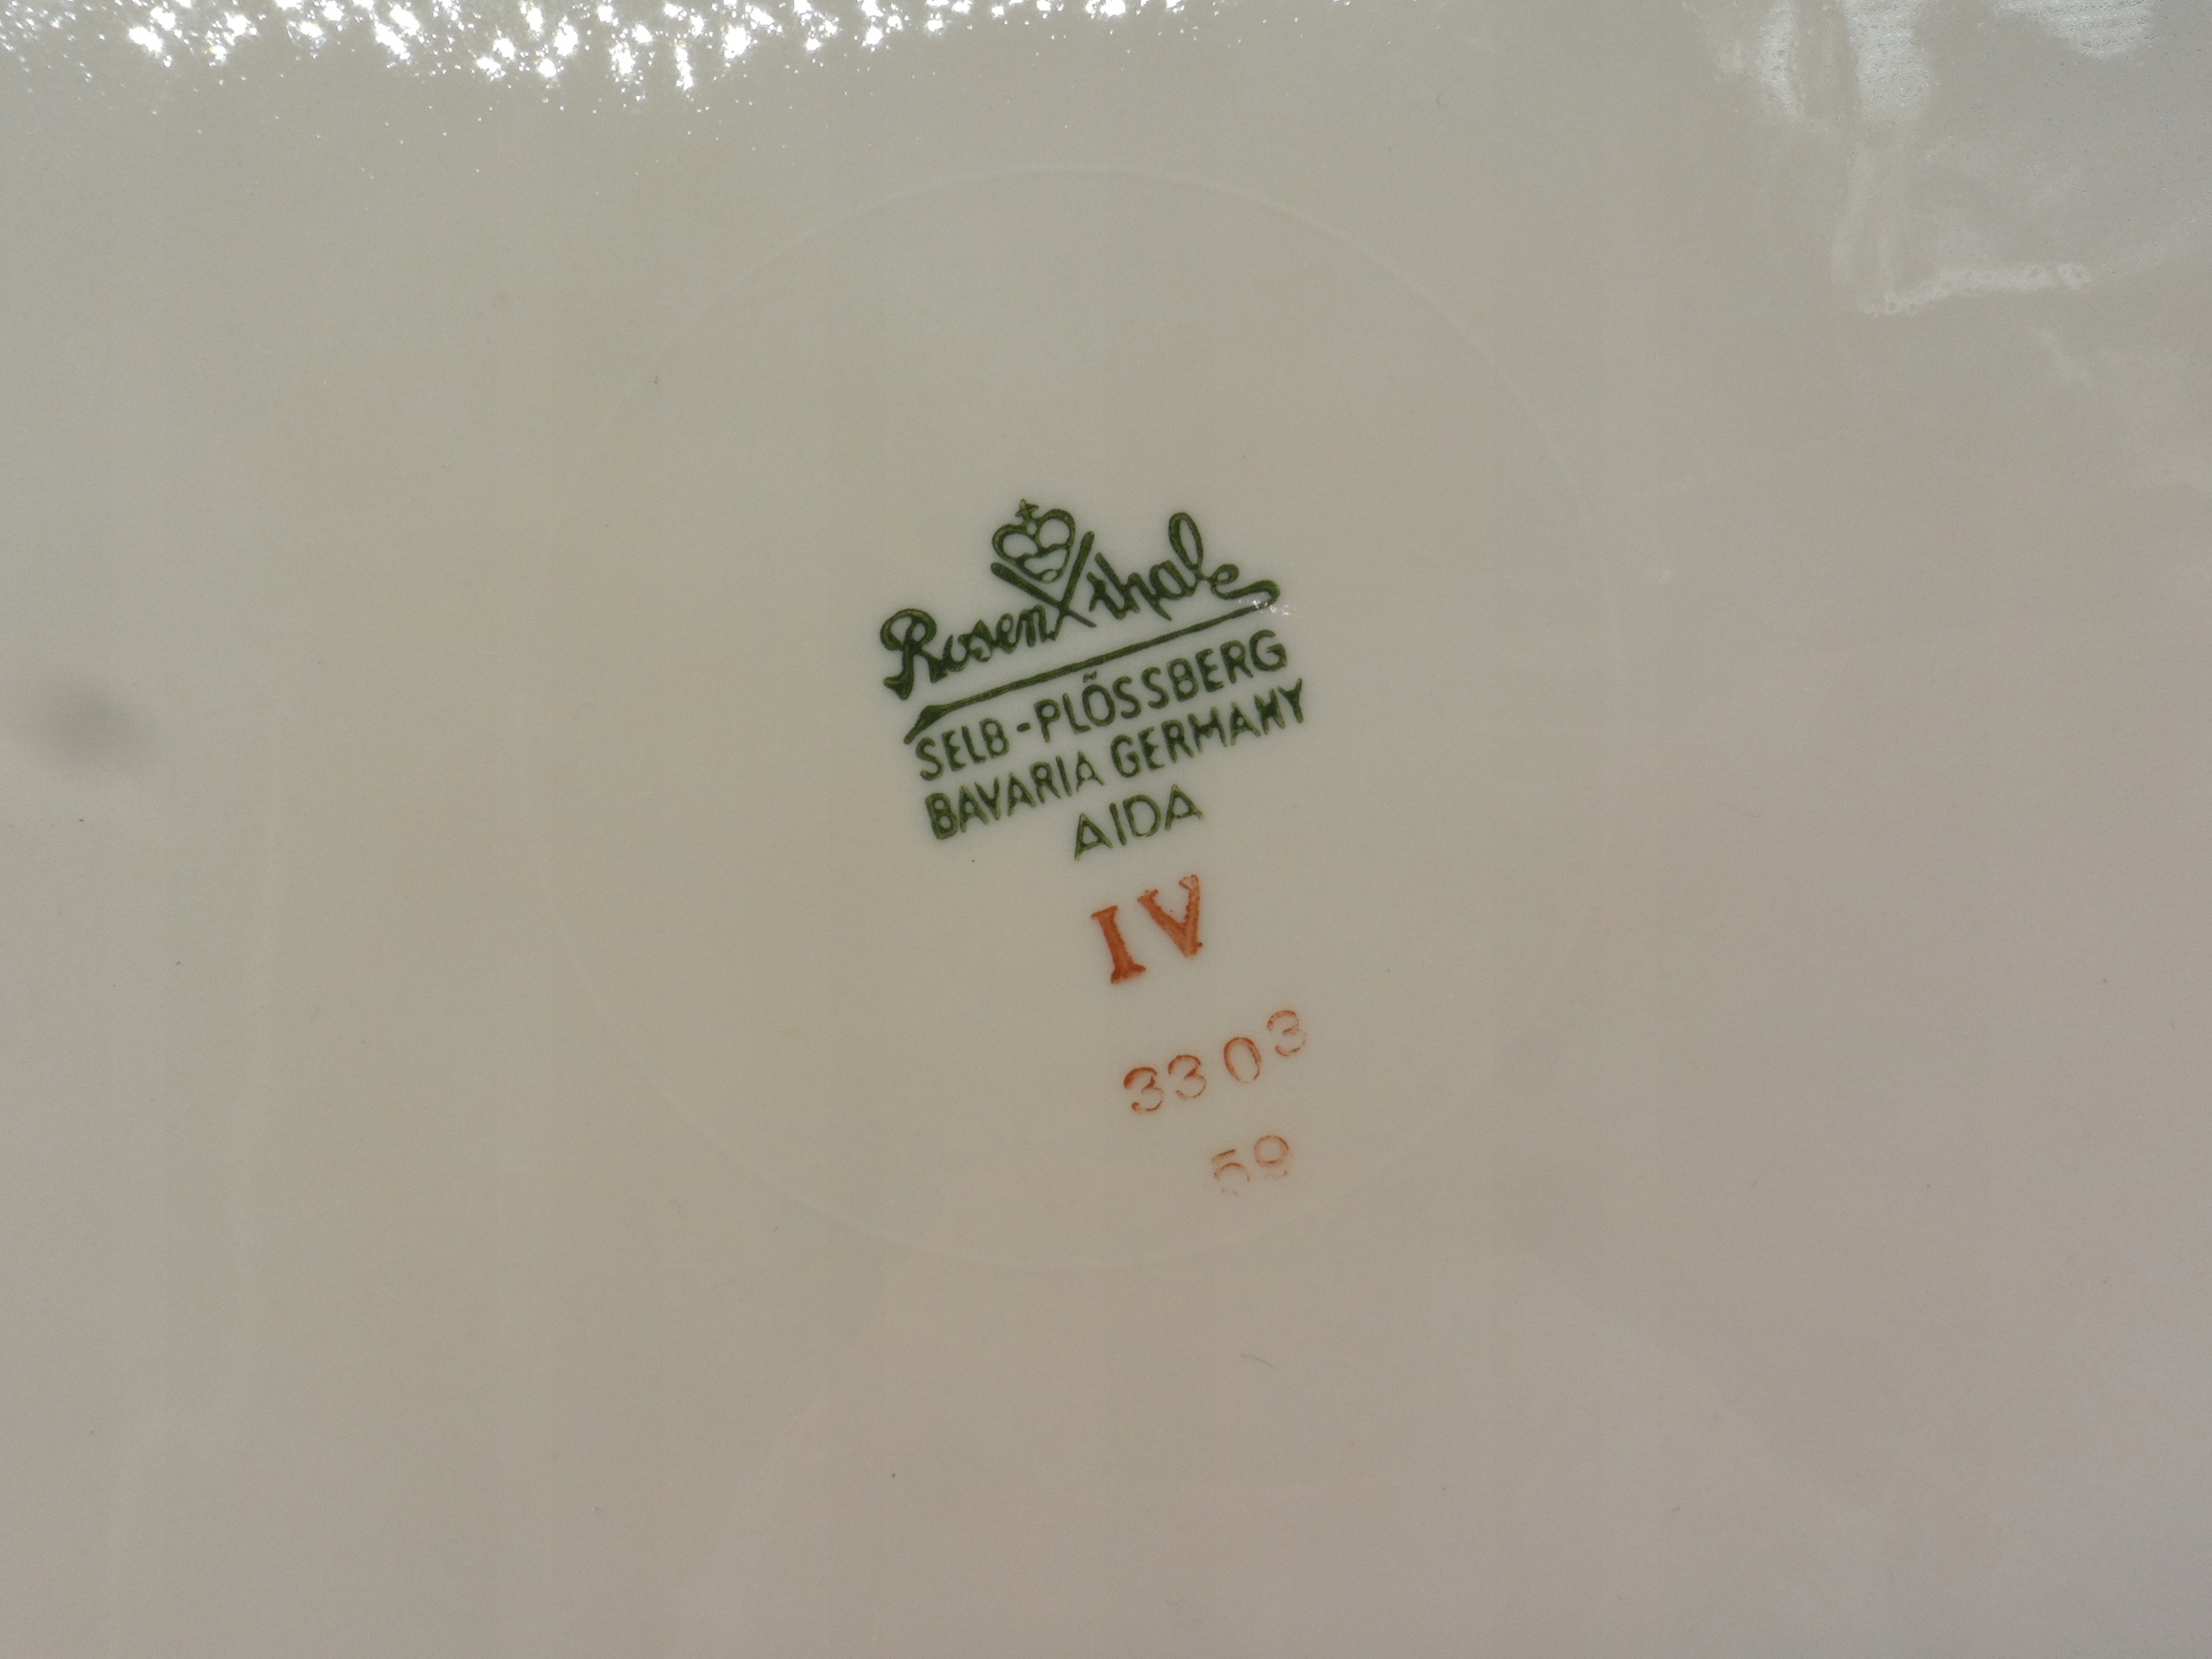 Rosenthal
SELB-PLÖSSBERG
BAVARIA GERMANY
AIDA
IV
3303
59